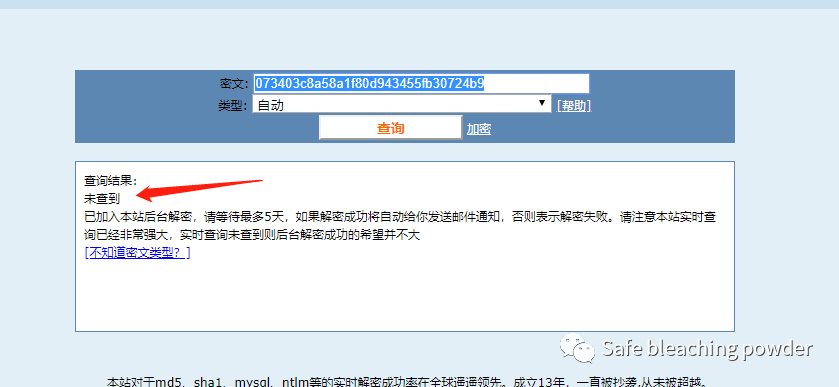 密文: 073403c8a58a1f80d943455fb30724b9
类型: 自动 [帮助]
查询 加密
查询结果：
未查到
已加入本站后台解密，请等待最多5天，如果解密成功将自动给你发送邮件通知，否则表示解密失败。请注意本站实时查
询已经非常强大，实时查询未查到则后台解密成功的希望并不大
[不知道密文类型？]
Safe bleaching powder
本站对于md5、sha1、mysql、ntlm等的实时解密成功率在全球遥遥领先。成立13年，一直被抄袭,从未被超越。